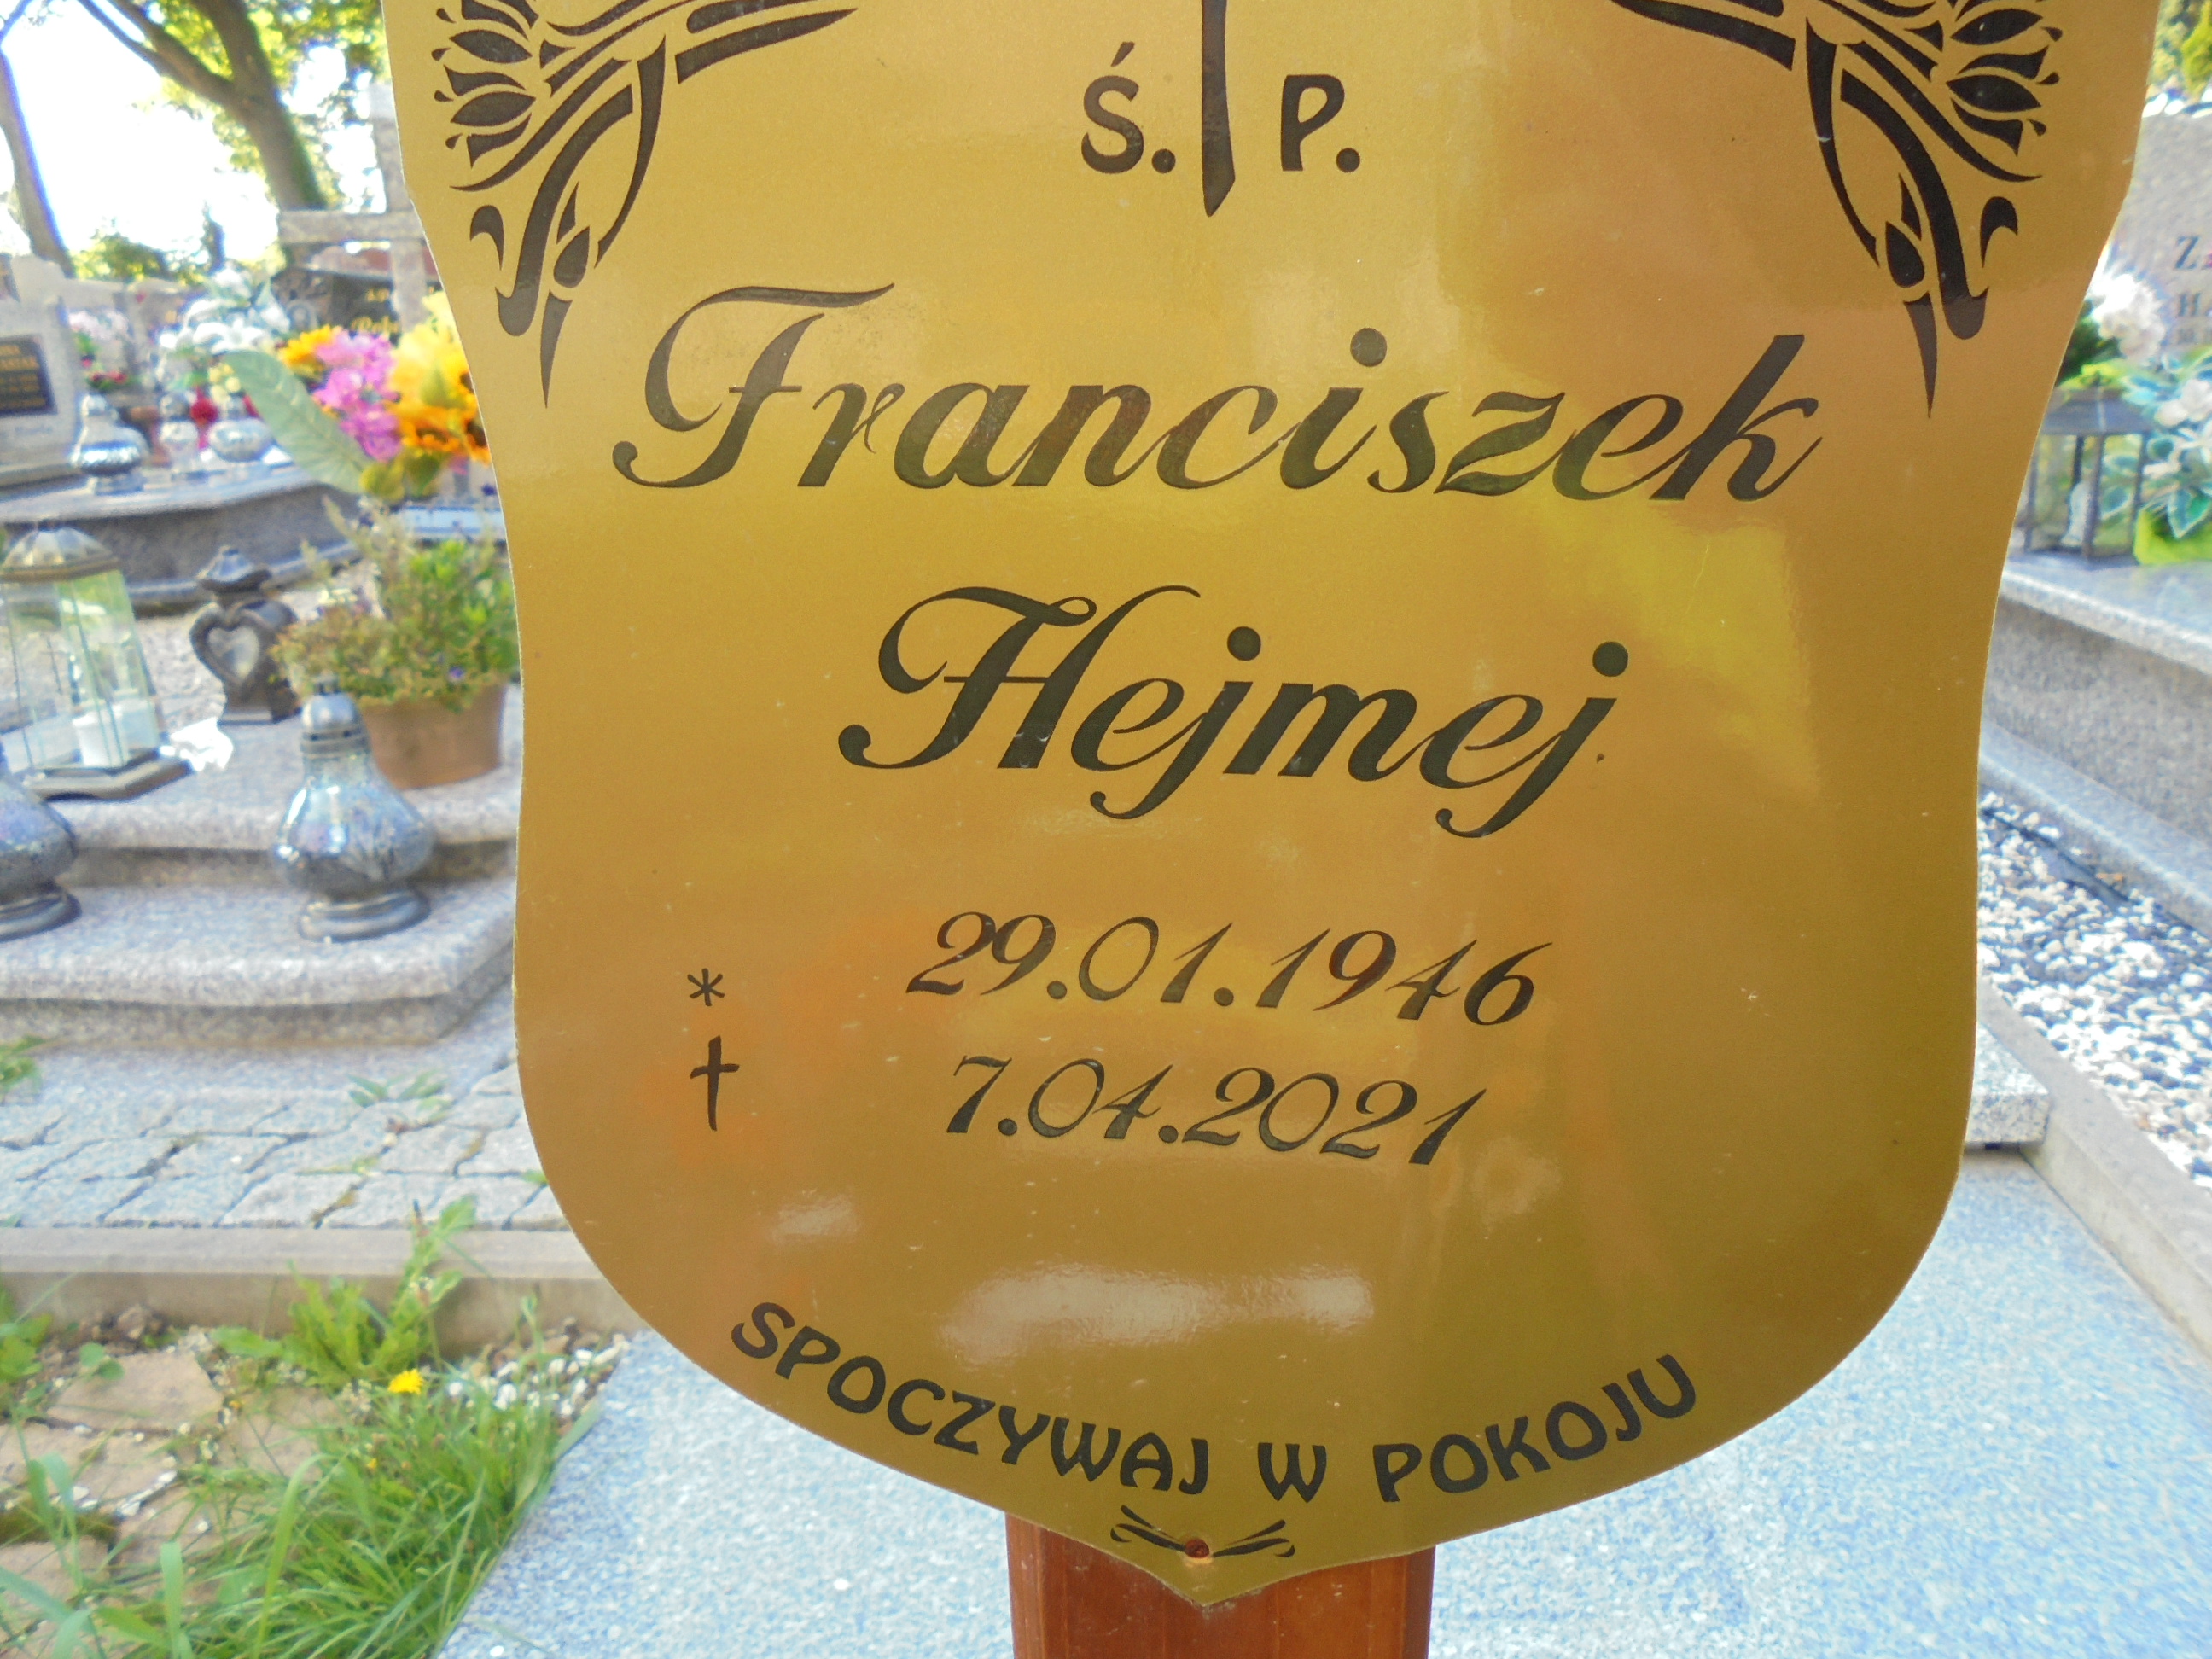 Ś. P.
Franciszek
Hejmej
* 29.01.1946
† 7.04.2021
SPOCZYWAJ W POKOJU